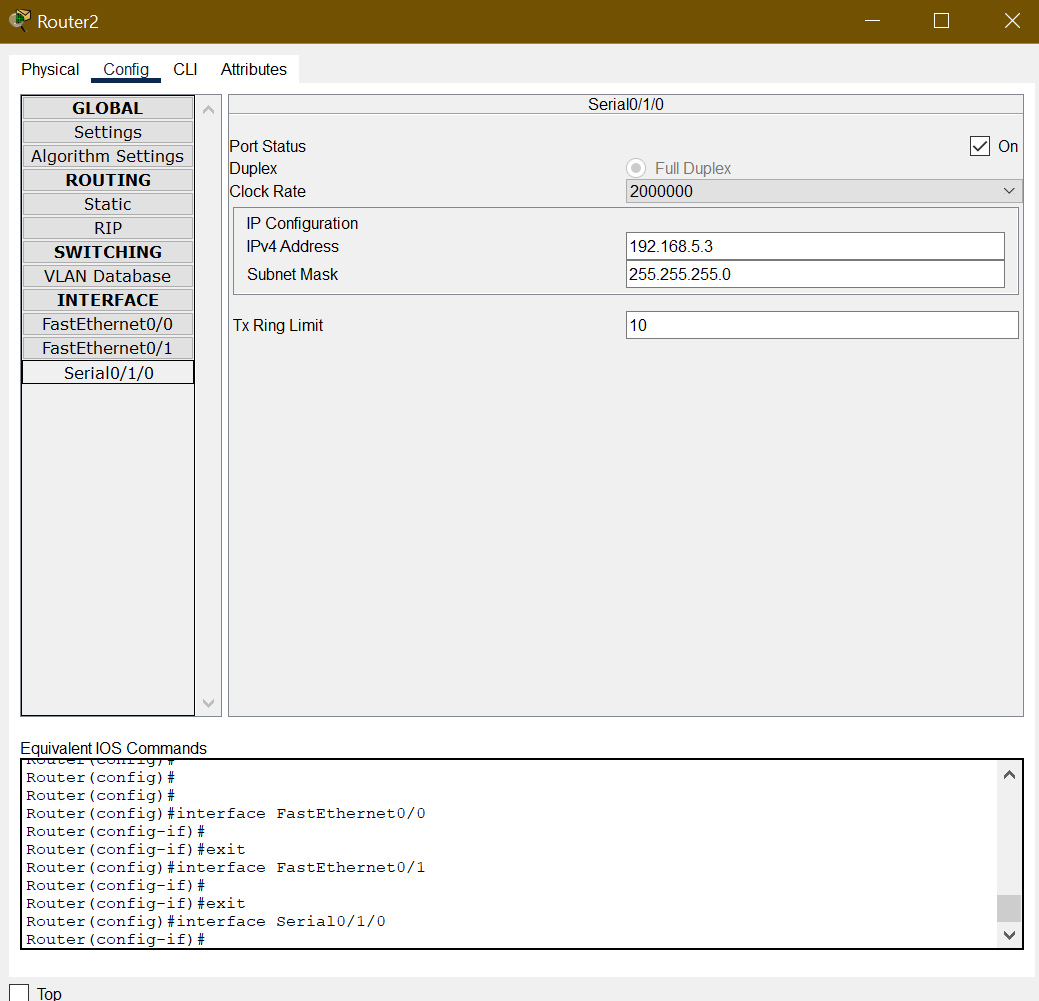 Router2
Physical Config CLI Attributes
GLOBAL
Settings
Algorithm Settings
ROUTING
Static
RIP
SWITCHING
VLAN Database
INTERFACE
FastEthernet0/0
FastEthernet0/1
Serial0/1/0
Serial0/1/0
Port Status On
Duplex Full Duplex
Clock Rate 2000000
IP Configuration
IPv4 Address 192.168.5.3
Subnet Mask 255.255.255.0
Tx Ring Limit 10
Equivalent IOS Commands
Router(config)#
Router(config)#
Router(config)#
Router(config)#interface FastEthernet0/0
Router(config-if)#
Router(config-if)#exit
Router(config)#interface FastEthernet0/1
Router(config-if)#
Router(config-if)#exit
Router(config)#interface Serial0/1/0
Router(config-if)#
Top